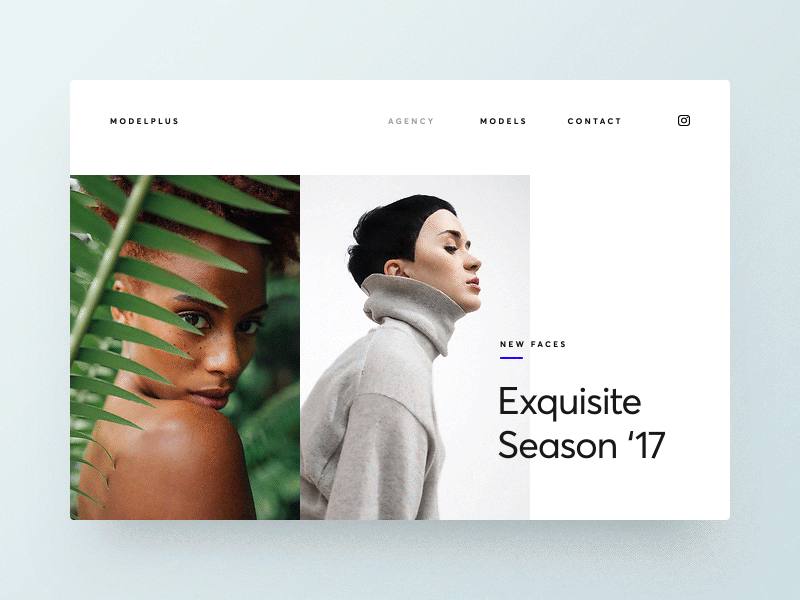 MODELPLUS
AGENCY
MODELS
CONTACT
NEW FACES
Exquisite
Season '17